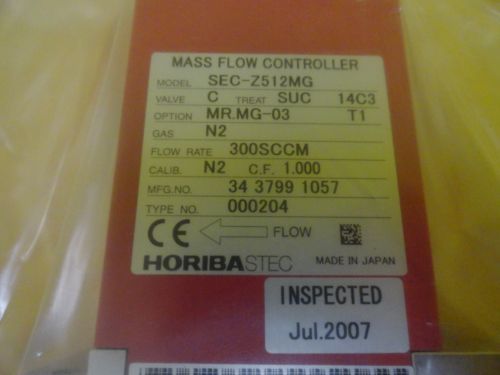 MASS FLOW CONTROLLER
MODEL SEC-Z512MG
VALVE C TREAT SUC 14C3
OPTION MR.MG-03 T1
GAS N2
FLOW RATE 300SCCM
CALIB. N2 C.F. 1.000
MFG.NO. 34 3799 1057
TYPE NO. 000204
CE FLOW
HORIBASTEC MADE IN JAPAN
INSPECTED
Jul.2007